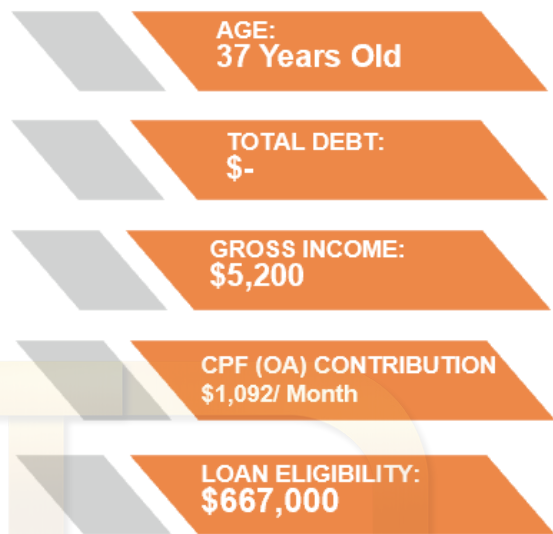 AGE:
37 Years Old
TOTAL DEBT:
$-
GROSS INCOME:
$5,200
CPF (OA) CONTRIBUTION
$1,092/ Month
LOAN ELIGIBILITY:
$667,000